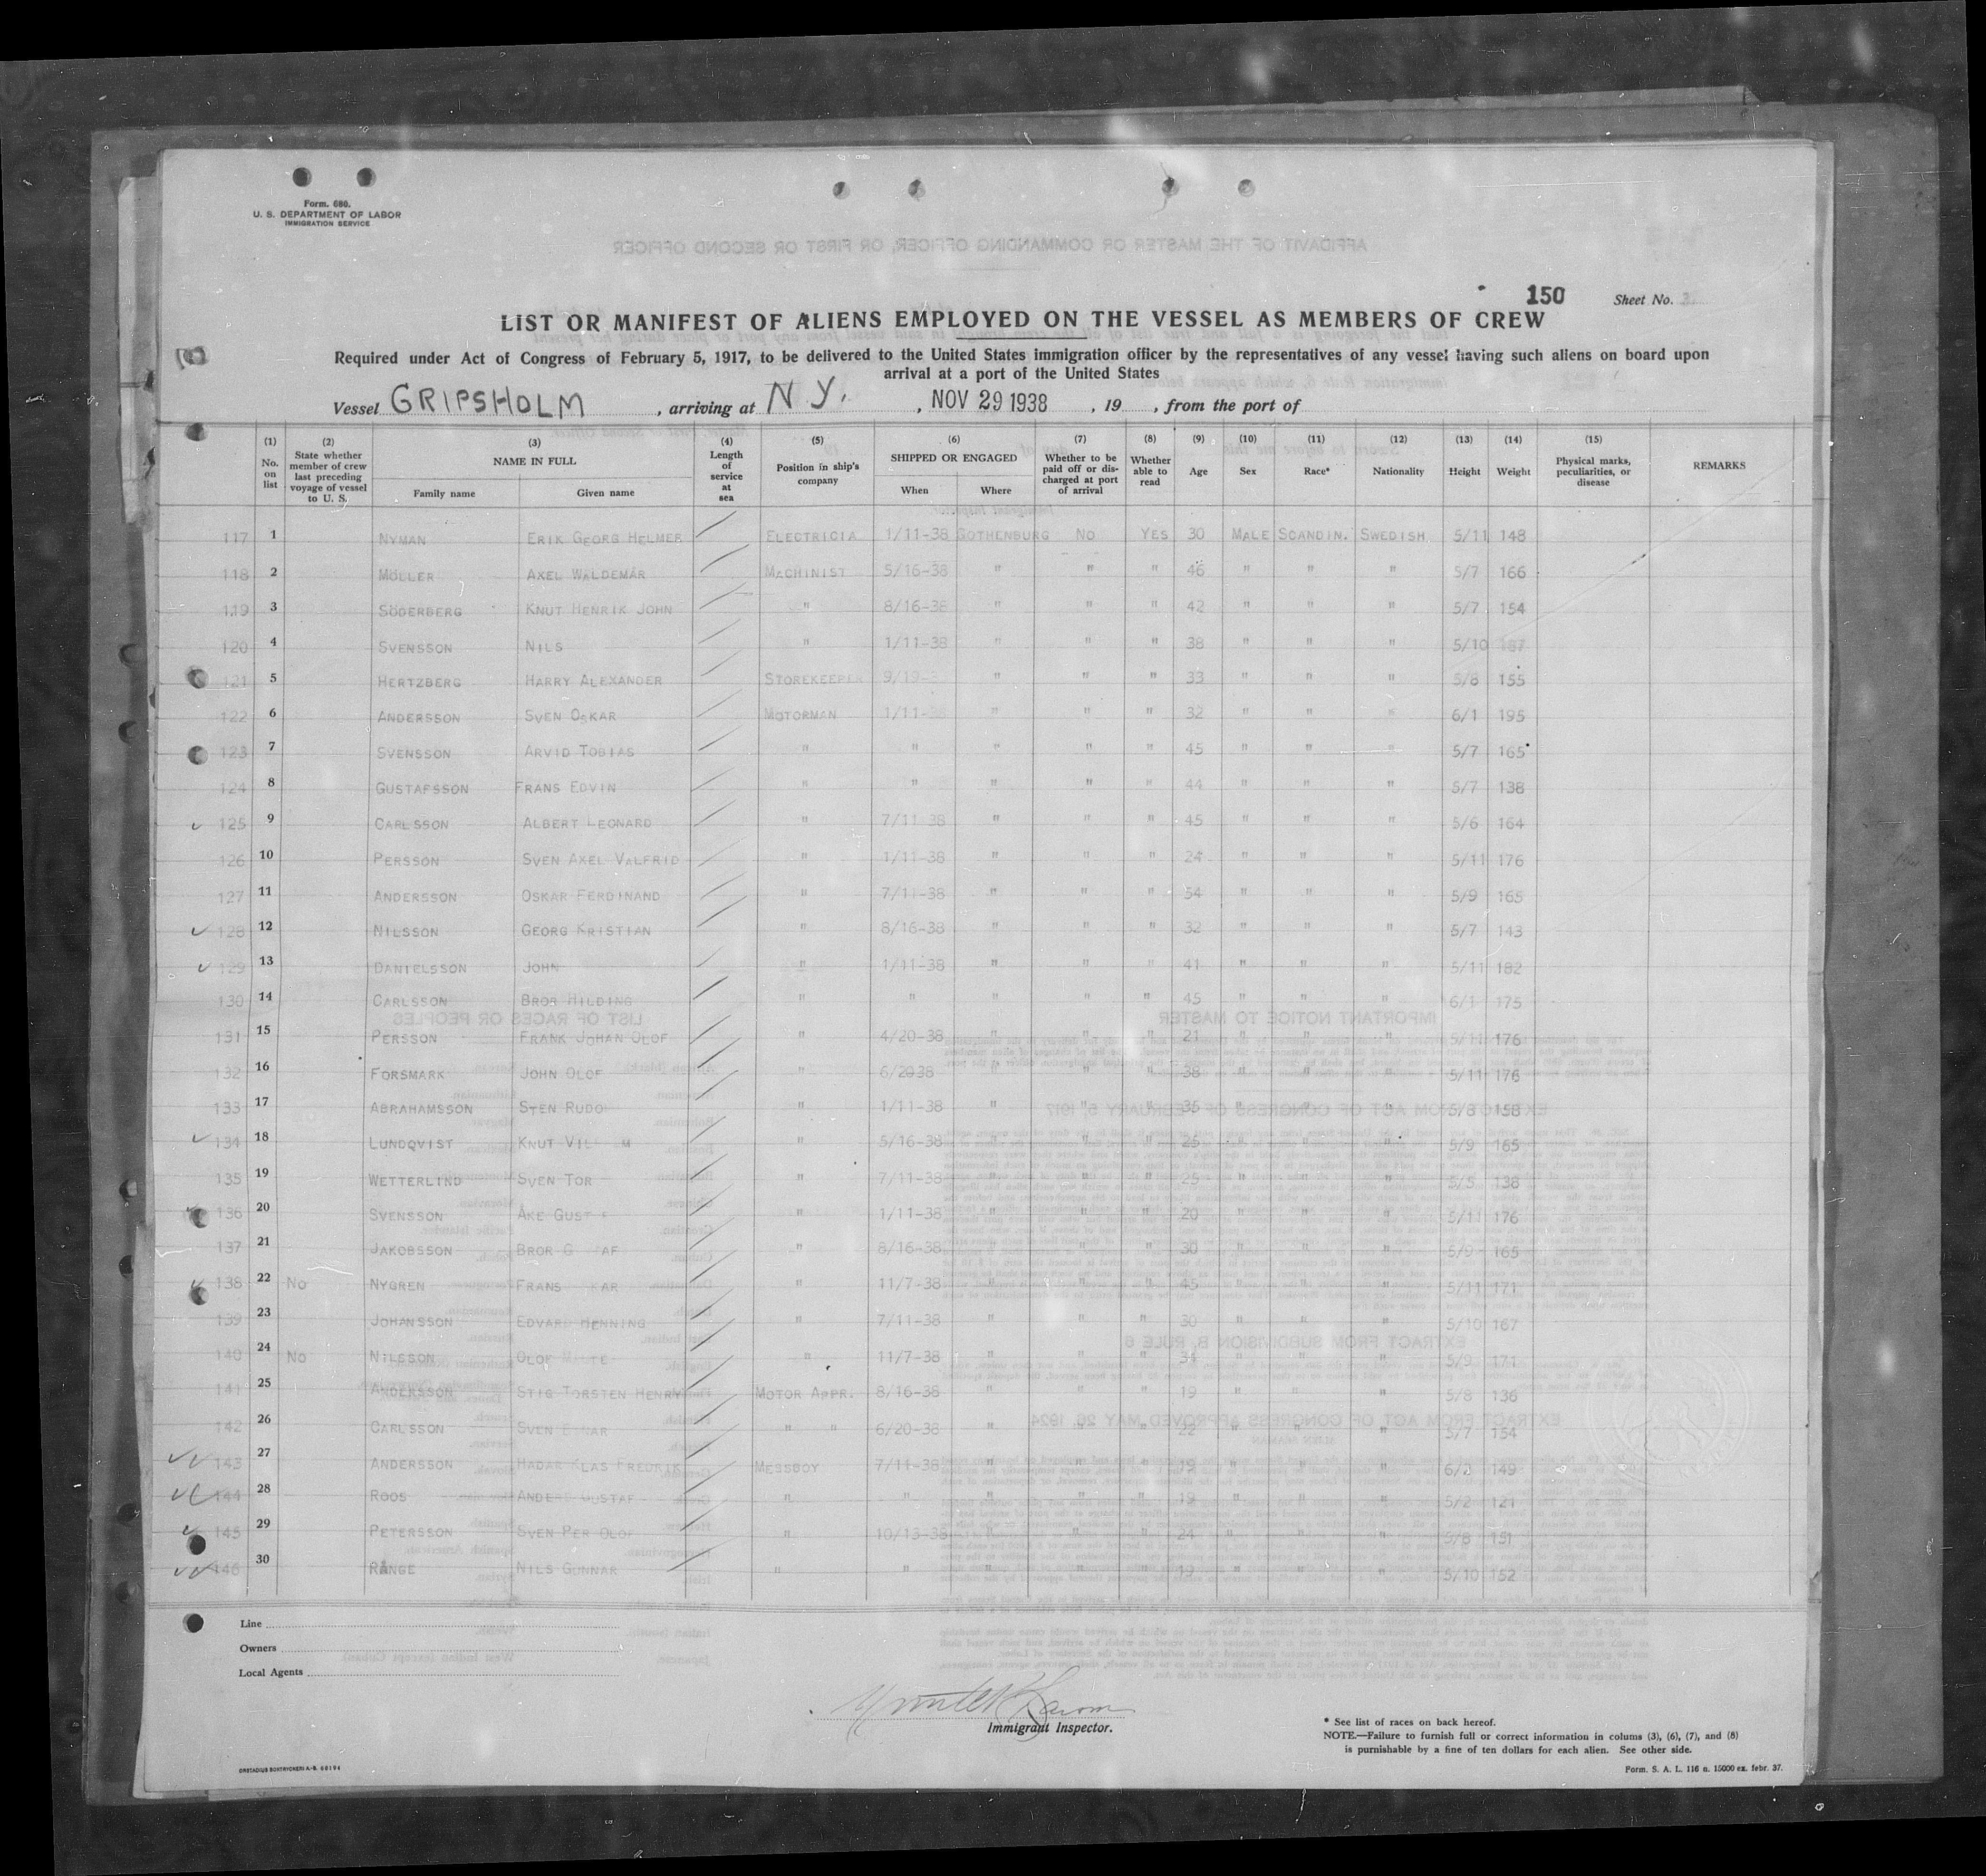 Form. 680.
U. S. DEPARTMENT OF LABOR
IMMIGRATION SERVICE
150 Sheet No.
LIST OR MANIFEST OF ALIENS EMPLOYED ON THE VESSEL AS MEMBERS OF CREW
Required under Act of Congress of February 5, 1917, to be delivered to the United States immigration officer by the representatives of any vessel having such aliens on board upon
arrival at a port of the United States
Vessel GRIPSHOLM, arriving at N Y., NOV 29 1938, 19, from the port of
(1) No. on list (2) State whether member of crew last preceding voyage of vessel to U. S. (3) NAME IN FULL Family name Given name (4) Length of service at sea (5) Position in ship's company (6) SHIPPED OR ENGAGED When Where (7) Whether to be paid off or discharged at port of arrival (8) Whether able to read (9) Age (10) Sex (11) Race* (12) Nationality (13) Height (14) Weight (15) Physical marks, peculiarities, or disease REMARKS
117 1 NYMAN ERIK GEORG HELMER ELECTRICIA 1/11-38 GOTHENBURG NO YES 30 MALE SCANDIN. SWEDISH 5/11 148
118 2 MÖLLER AXEL WALDEMAR MACHINIST 5/16-38 " " " 46 " " " 5/7 166
119 3 SÖDERBERG KNUT HENRIK JOHN " 8/16-38 " " " 42 " " " 5/7 154
120 4 SVENSSON NILS " 1/11-38 " " " 38 " " " 5/10
121 5 HERTZBERG HARRY ALEXANDER STOREKEEPER 9/19-3 " " " 33 " " " 5/8 155
122 6 ANDERSSON SVEN OSKAR MOTORMAN 1/11-38 " " " 32 " " " 6/1 195
123 7 SVENSSON ARVID TOBIAS " " " " " 45 " " " 5/7 165
124 8 GUSTAFSSON FRANS EDVIN " " " " " 44 " " " 5/7 138
125 9 CARLSSON ALBERT LEONARD " 7/11 38 " " " 45 " " " 5/6 164
126 10 PERSSON SVEN AXEL VALFRID " 1/11-38 " " " 24 " " " 5/11 176
127 11 ANDERSSON OSKAR FERDINAND " 7/11-38 " " " 54 " " " 5/9 165
128 12 NILSSON GEORG KRISTIAN " 8/16-38 " " " 32 " " " 5/7 143
129 13 DANIELSSON JOHN " 1/11-38 " " " 41 " " " 5/11 182
130 14 CARLSSON BROR HILDING " " " " " 45 " " " 6/1 175
131 15 PERSSON FRANK JOHAN OLOF " 4/20-38 " " " 21 " " " 5/11 176
132 16 FORSMARK JOHN OLOF " 6/2038 " " " 38 " " " 5/11 176
133 17 ABRAHAMSSON STEN RUDO " 1/11-38 " " " 35 " " " 5/8 158
134 18 LUNDQVIST KNUT " 5/16-38 " " " 25 " " " 5/9 165
135 19 WETTERLIND SVEN TOR " 7/11-38 " " " 25 " " " 5/5 138
136 20 SVENSSON ÅKE " 1/11-38 " " " 20 " " " 5/11 176
137 21 JAKOBSSON BROR " 8/16-38 " " " 30 " " " 5/9 165
138 22 No NYGREN FRANS " 11/7-38 " " " 45 " " " 5/11 171
139 23 JOHANSSON EDVARD HENNING " 7/11-38 " " " 30 " " " 5/10 167
140 24 No NILSSON " 11/7-38 " " " 34 " " " 5/9 171
141 25 ANDERSSON STIG TORSTEN HENRY MOTOR APPR. 8/16-38 " " " 19 " " " 5/8 136
142 26 CARLSSON SVEN " " 6/20-38 " " " 22 " " " 5/7 154
143 27 ANDERSSON HADAR KLAS FREDRIK MESSBOY 7/11-38 " " " 19 " " " 149
144 28 ROOS GUSTAF " " " " " 19 " " " 5/2 121
145 29 PETERSSON SVEN PER OLOF " 10/13-38 " " " 24 " " " 5/8 151
146 30 RÅNGE NILS GUNNAR " " " " " 19 " " " 5/10 152
Line
Owners
Local Agents
Immigrant Inspector.
* See list of races on back hereof.
NOTE.—Failure to furnish full or correct information in colums (3), (6), (7), and (8)
is punishable by a fine of ten dollars for each alien. See other side.
Form. S. A. L. 116 a. 15000 ex. febr. 37.